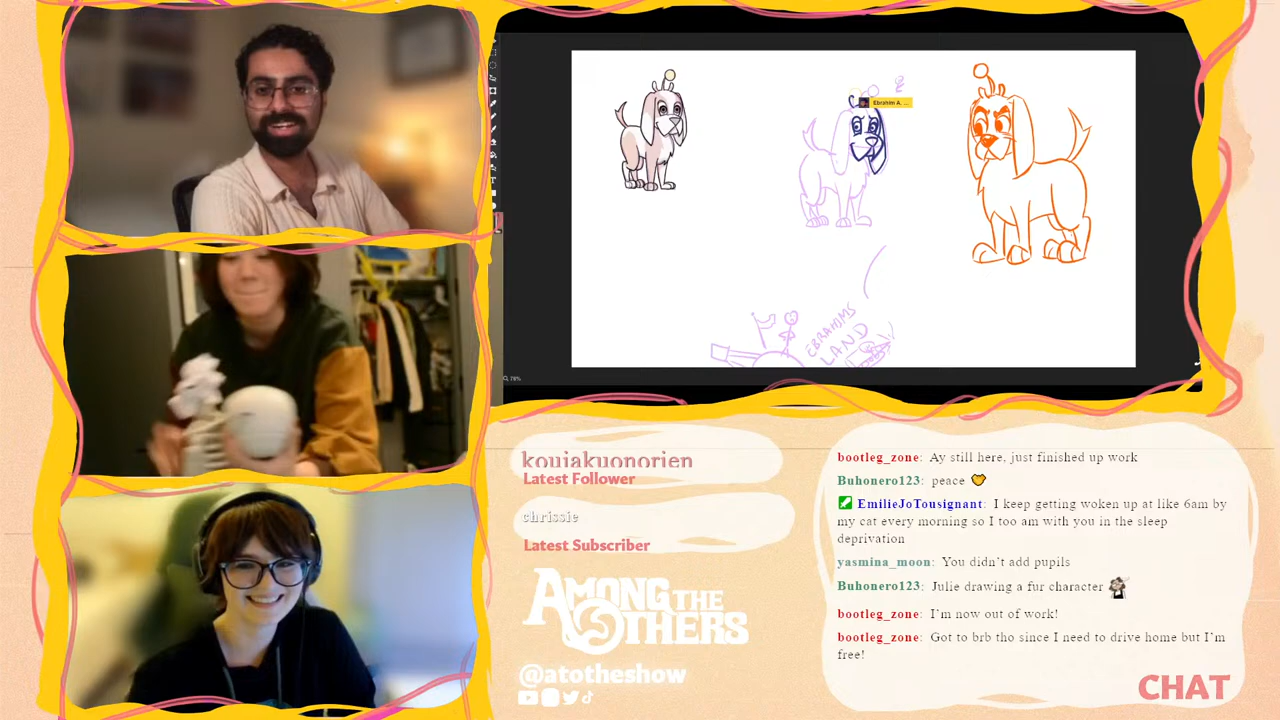 Ebrahim A. ...
EBRAHIMS
LAND
78%
kouiakuonorien
Latest Follower
chrissie
Latest Subscriber
AMONG THE
OTHERS
@atotheshow
bootleg_zone: Ay still here, just finished up work
Buhonero123: peace
EmilieJoTousignant: I keep getting woken up at like 6am by
my cat every morning so I too am with you in the sleep
deprivation
yasmina_moon: You didn't add pupils
Buhonero123: Julie drawing a fur character
bootleg_zone: I'm now out of work!
bootleg_zone: Got to brb tho since I need to drive home but I'm
free!
CHAT